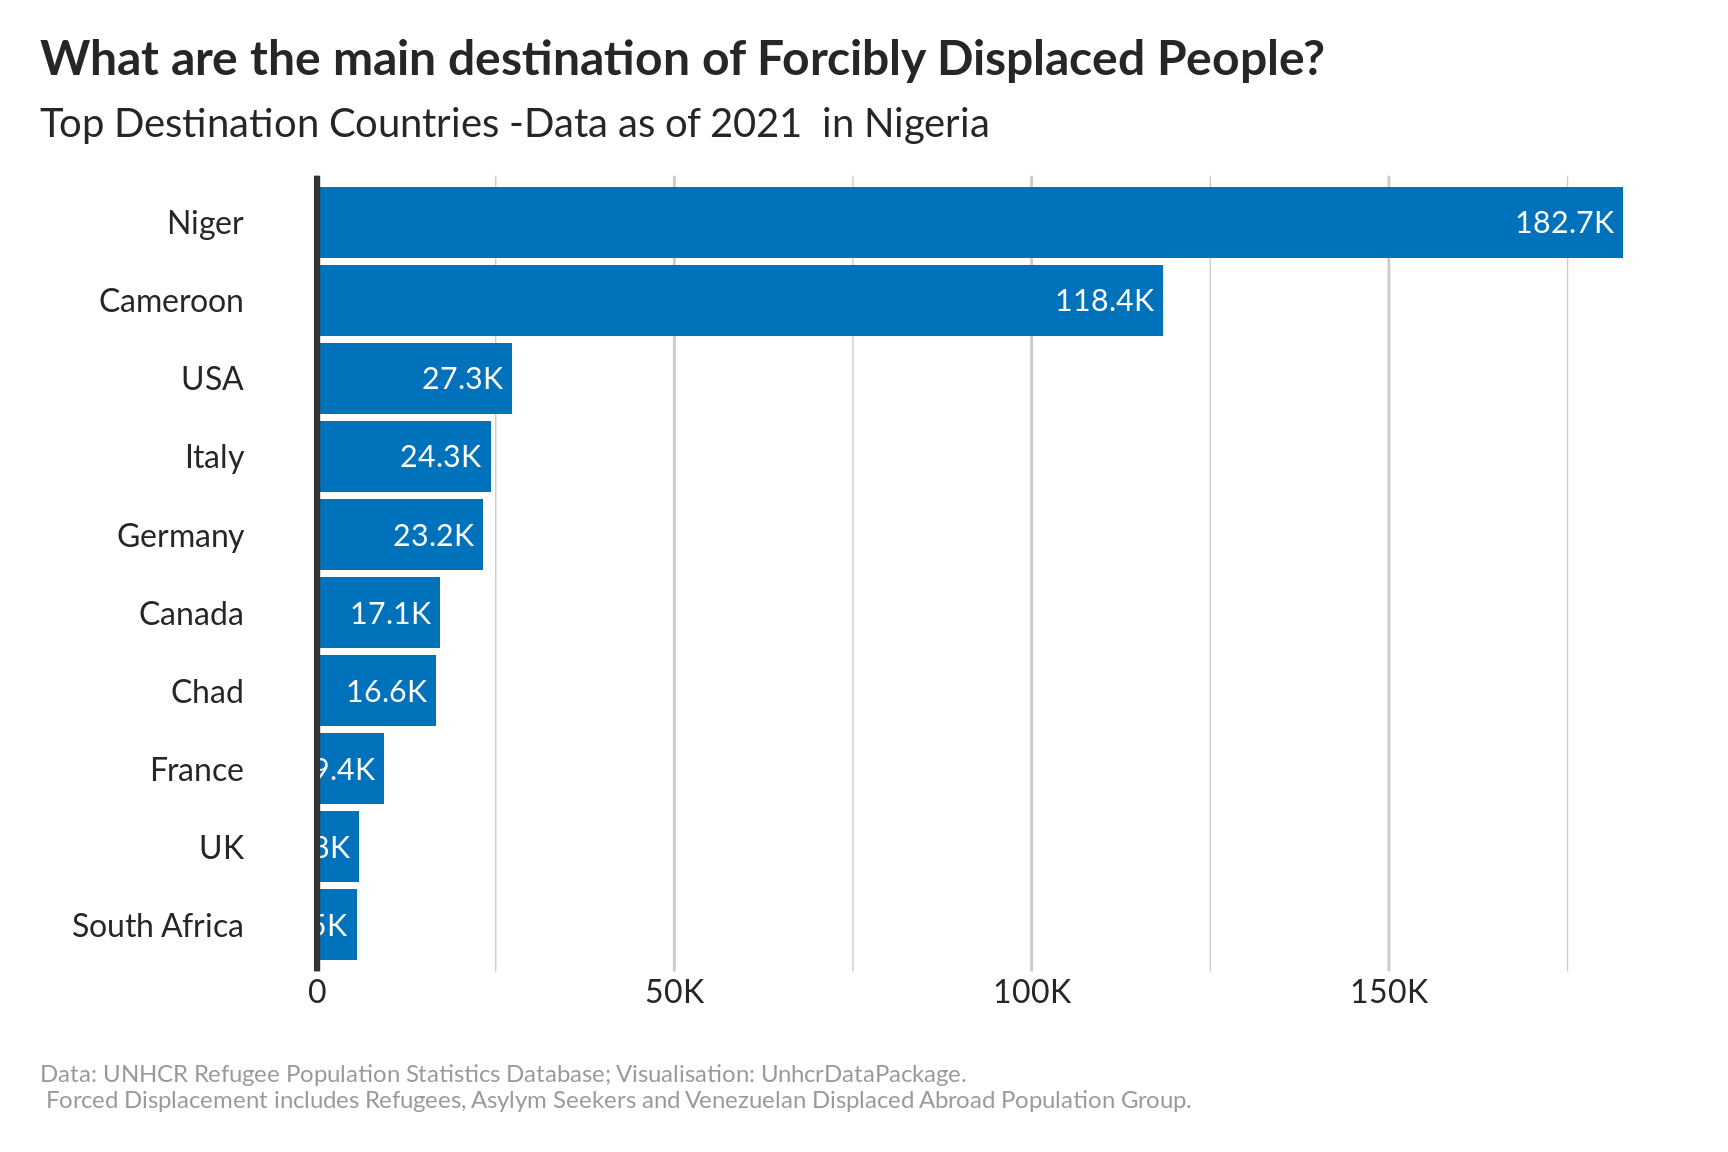 What are the main destination of Forcibly Displaced People?
Top Destination Countries -Data as of 2021  in Nigeria
Niger 182.7K
Cameroon 118.4K
USA 27.3K
Italy 24.3K
Germany 23.2K
Canada 17.1K
Chad 16.6K
France 9.4K
UK
South Africa
0 50K 100K 150K
Data: UNHCR Refugee Population Statistics Database; Visualisation: UnhcrDataPackage.
Forced Displacement includes Refugees, Asylym Seekers and Venezuelan Displaced Abroad Population Group.